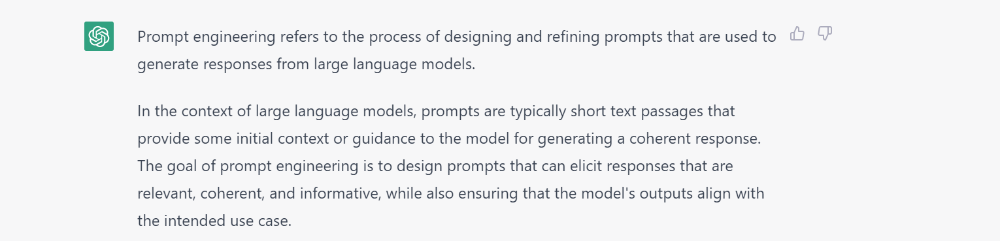 Prompt engineering refers to the process of designing and refining prompts that are used to
generate responses from large language models.
In the context of large language models, prompts are typically short text passages that
provide some initial context or guidance to the model for generating a coherent response.
The goal of prompt engineering is to design prompts that can elicit responses that are
relevant, coherent, and informative, while also ensuring that the model's outputs align with
the intended use case.